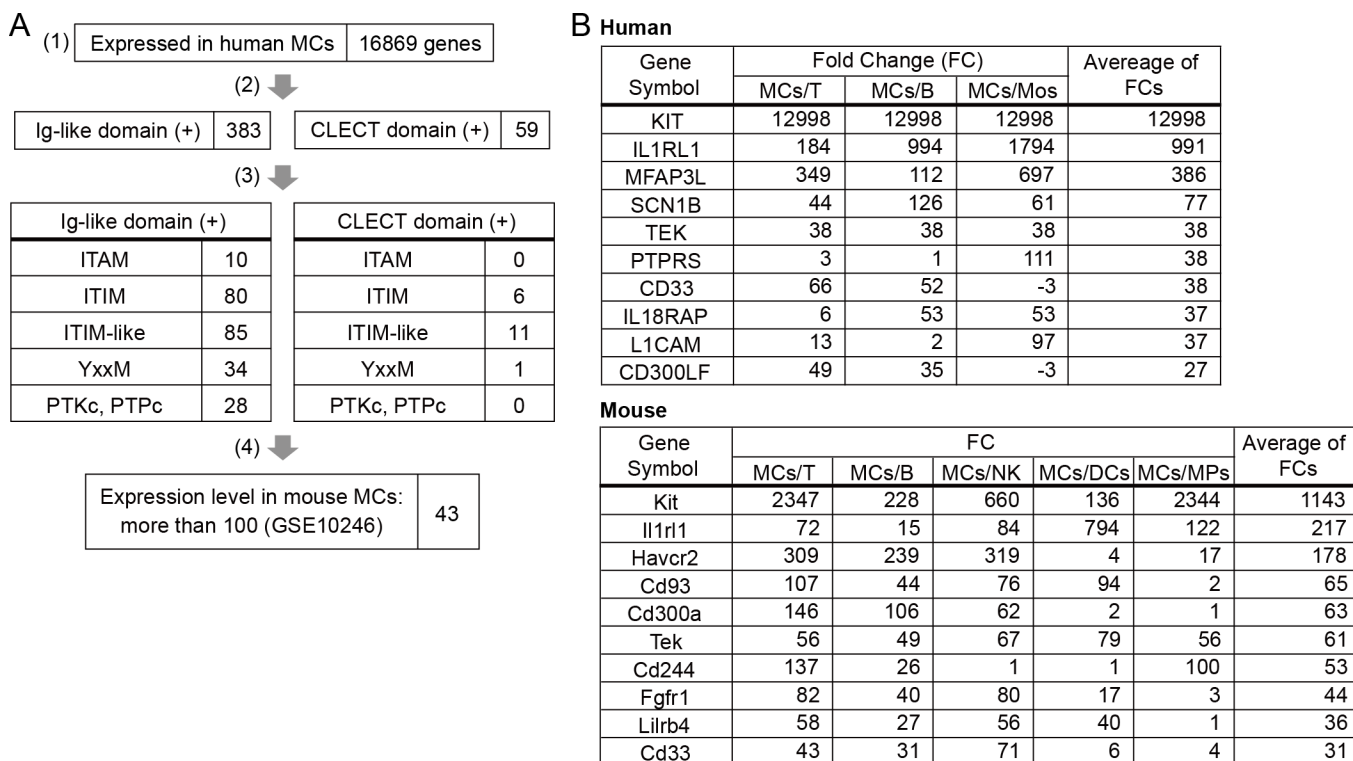 A
(1) Expressed in human MCs 16869 genes
(2)
Ig-like domain (+) 383 CLECT domain (+) 59
(3)
Ig-like domain (+) CLECT domain (+)
ITAM 10 ITAM 0
ITIM 80 ITIM 6
ITIM-like 85 ITIM-like 11
YxxM 34 YxxM 1
PTKc, PTPc 28 PTKc, PTPc 0
(4)
Expression level in mouse MCs:
more than 100 (GSE10246)
43
B Human
Gene Symbol Fold Change (FC) Avereage of FCs
MCs/T MCs/B MCs/Mos
KIT 12998 12998 12998 12998
IL1RL1 184 994 1794 991
MFAP3L 349 112 697 386
SCN1B 44 126 61 77
TEK 38 38 38 38
PTPRS 3 1 111 38
CD33 66 52 -3 38
IL18RAP 6 53 53 37
L1CAM 13 2 97 37
CD300LF 49 35 -3 27
Mouse
Gene Symbol FC Average of FCs
MCs/T MCs/B MCs/NK MCs/DCs MCs/MPs
Kit 2347 228 660 136 2344 1143
Il1rl1 72 15 84 794 122 217
Havcr2 309 239 319 4 17 178
Cd93 107 44 76 94 2 65
Cd300a 146 106 62 2 1 63
Tek 56 49 67 79 56 61
Cd244 137 26 1 1 100 53
Fgfr1 82 40 80 17 3 44
Lilrb4 58 27 56 40 1 36
Cd33 43 31 71 6 4 31